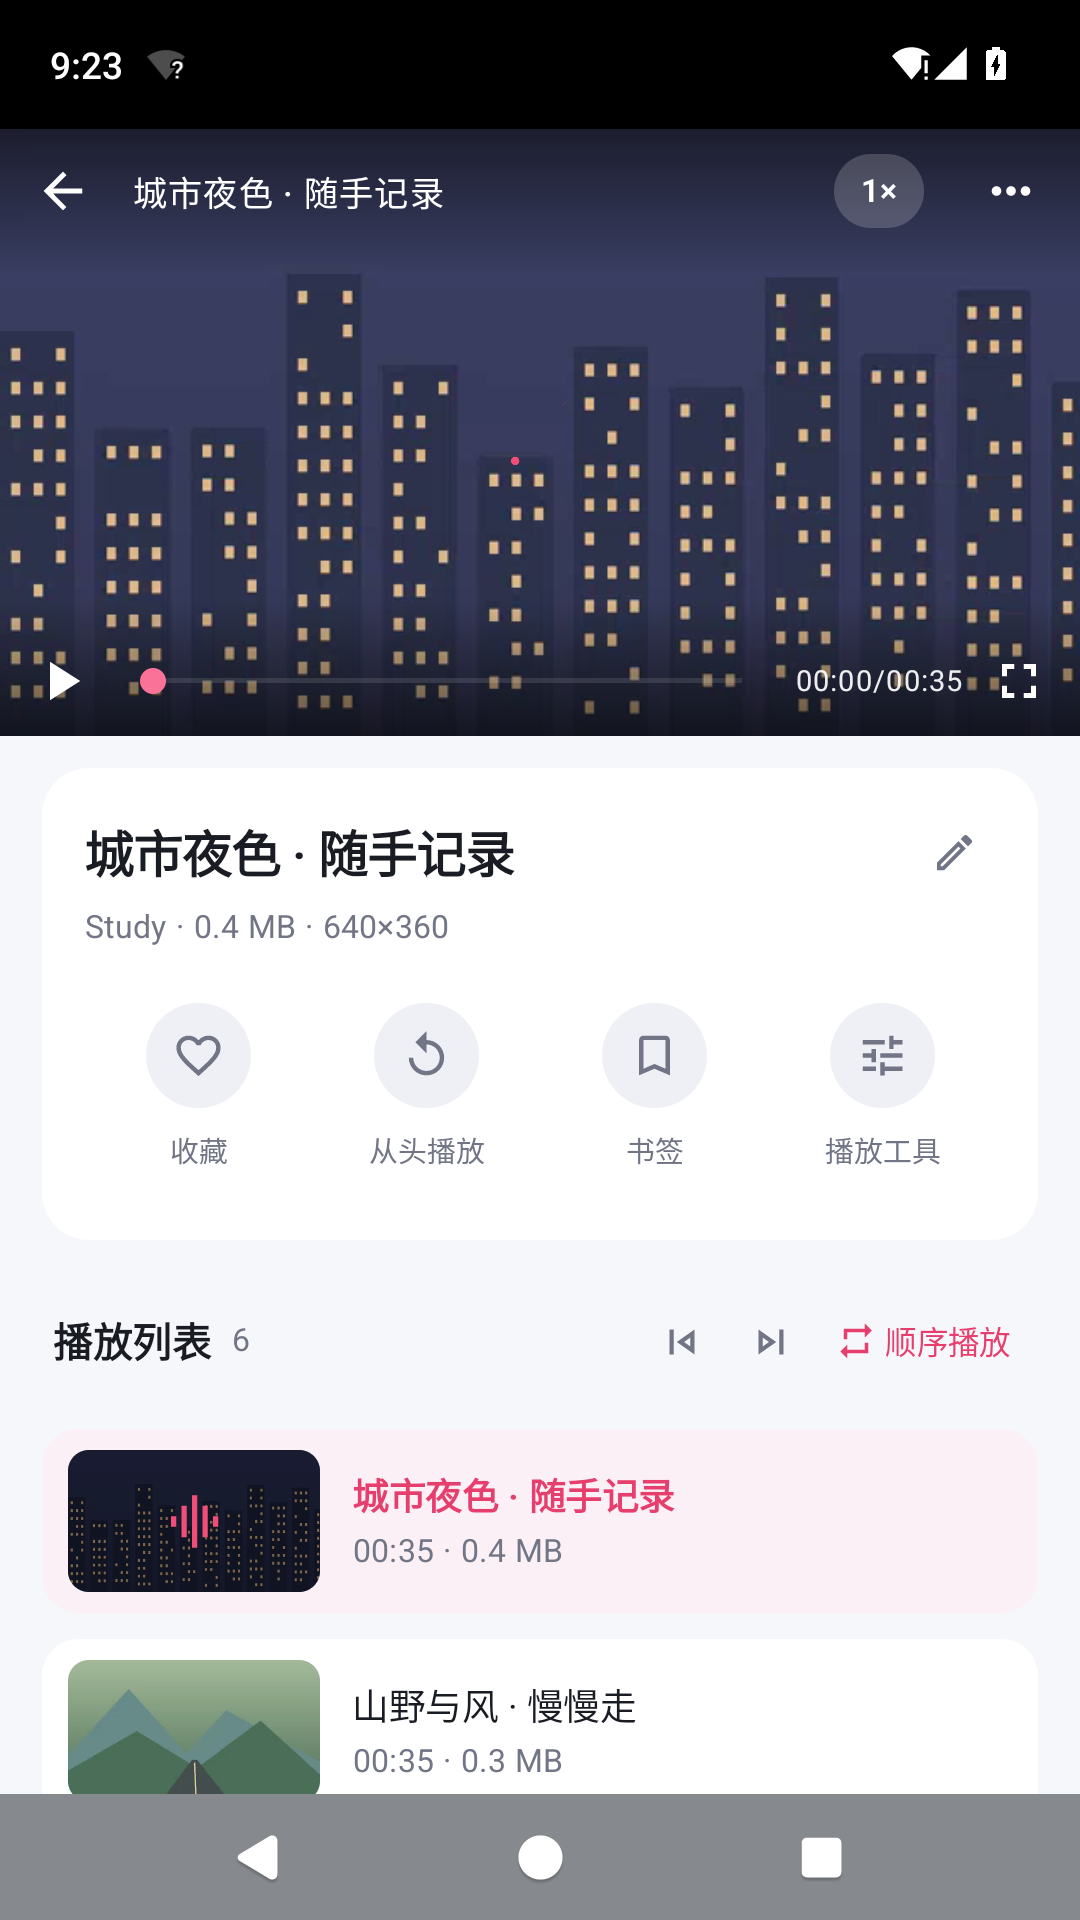 9:23
城市夜色 · 随手记录
1×
00:00/00:35
城市夜色 · 随手记录
Study · 0.4 MB · 640×360
收藏
从头播放
书签
播放工具
播放列表 6
顺序播放
城市夜色 · 随手记录
00:35 · 0.4 MB
山野与风 · 慢慢走
00:35 · 0.3 MB